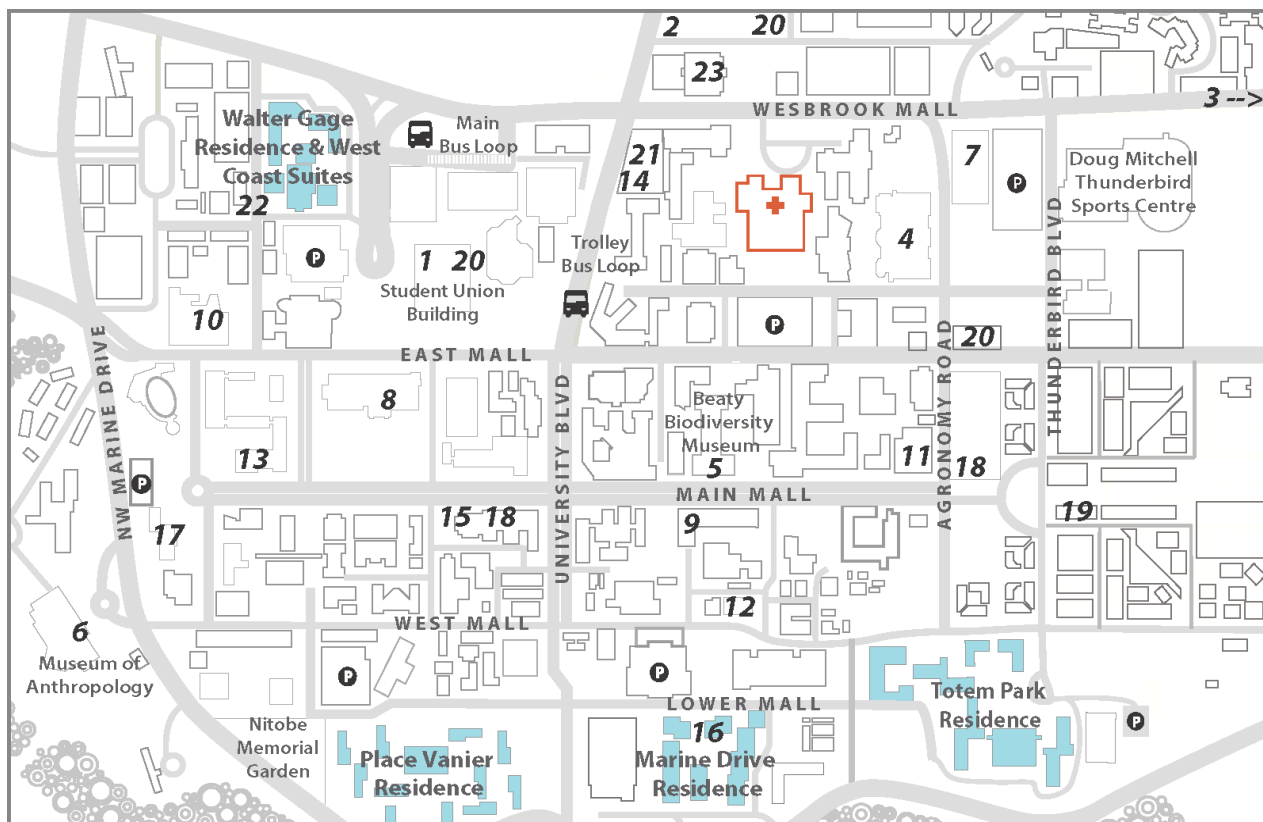 2
20
23
WESBROOK MALL
3 -->
Walter Gage
Residence & West
Coast Suites
22
Main
Bus Loop
21
14
7
P
Doug Mitchell
Thunderbird
Sports Centre
4
P
1
20
Student Union
Building
Trolley
Bus Loop
10
P
20
EAST MALL
NW MARINE DRIVE
UNIVERSITY BLVD
AGRONOMY ROAD
THUNDERBIRD BLVD
8
Beaty
Biodiversity
Museum
5
13
11
18
P
MAIN MALL
17
15
18
9
19
12
6
Museum of
Anthropology
WEST MALL
P
P
LOWER MALL
Totem Park
Residence
P
Nitobe
Memorial
Garden
Place Vanier
Residence
16
Marine Drive
Residence